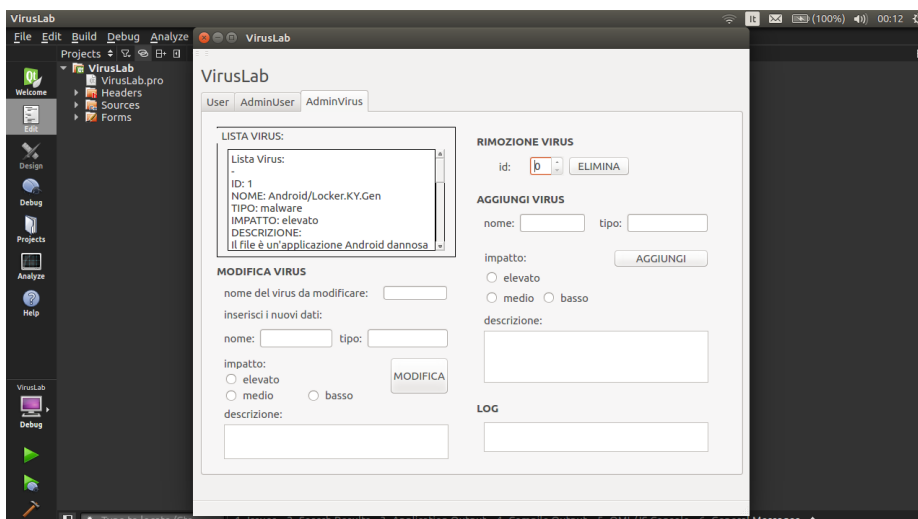 VirusLab
It
(100%)
00:12
File Edit Build Debug Analyze
VirusLab
Projects
VirusLab
VirusLab.pro
Headers
Sources
Forms
Welcome
Edit
Design
Debug
Projects
Analyze
Help
VirusLab
Debug
VirusLab
User
AdminUser
AdminVirus
LISTA VIRUS:
Lista Virus:
-
ID: 1
NOME: Android/Locker.KY.Gen
TIPO: malware
IMPATTO: elevato
DESCRIZIONE:
Il file è un'applicazione Android dannosa
MODIFICA VIRUS
nome del virus da modificare:
inserisci i nuovi dati:
nome:
tipo:
impatto:
elevato
medio
basso
MODIFICA
descrizione:
RIMOZIONE VIRUS
id:
0
ELIMINA
AGGIUNGI VIRUS
nome:
tipo:
impatto:
AGGIUNGI
elevato
medio
basso
descrizione:
LOG